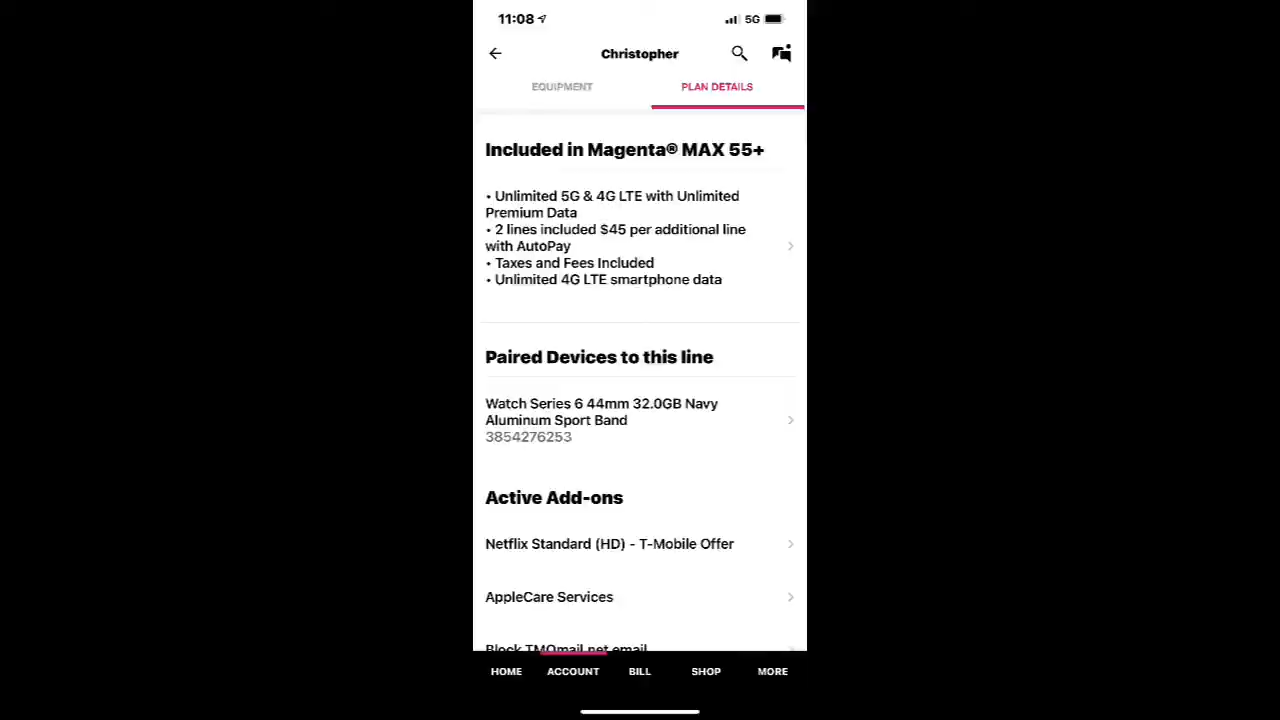 11:08
5G
Christopher
EQUIPMENT
PLAN DETAILS
Included in Magenta® MAX 55+
• Unlimited 5G & 4G LTE with Unlimited
Premium Data
• 2 lines included $45 per additional line
with AutoPay
• Taxes and Fees Included
• Unlimited 4G LTE smartphone data
Paired Devices to this line
Watch Series 6 44mm 32.0GB Navy
Aluminum Sport Band
3854276253
Active Add-ons
Netflix Standard (HD) - T-Mobile Offer
AppleCare Services
Block TMOmail.net email
HOME
ACCOUNT
BILL
SHOP
MORE